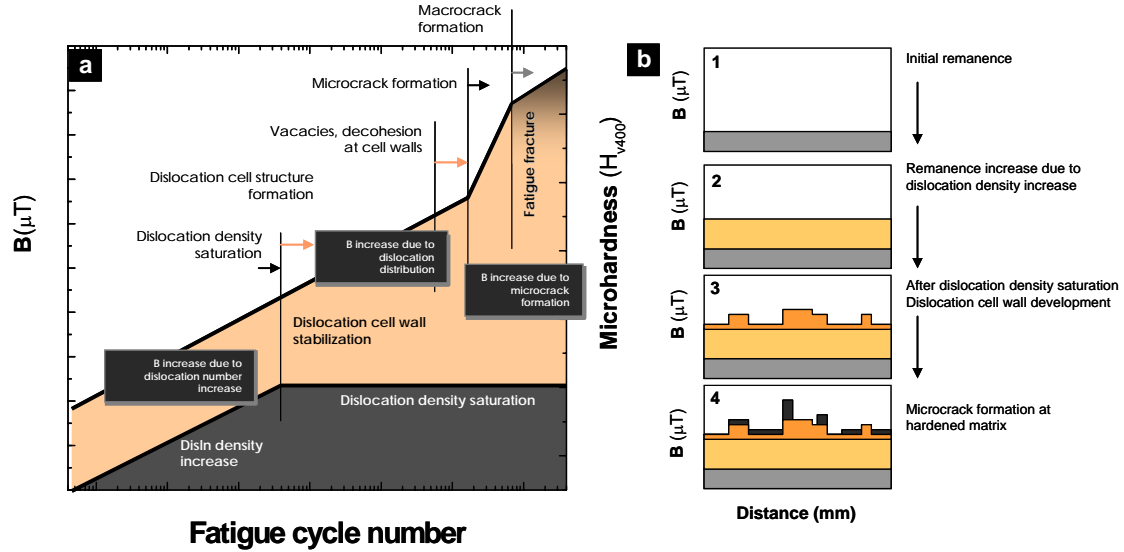 Macrocrack
formation
a
Microcrack formation
Vacacies, decohesion
at cell walls
Dislocation cell structure
formation
Dislocation density
saturation
B increase due to
dislocation
distribution
B increase due to
microcrack
formation
Fatigue fracture
Dislocation cell wall
stabilization
B increase due to
dislocation number
increase
Dislocation density saturation
Disln density
increase
B(μT)
Microhardness (Hv400)
Fatigue cycle number
b
1
B (μT)
Initial remanence
2
B (μT)
Remanence increase due to
dislocation density increase
3
B (μT)
After dislocation density saturation
Dislocation cell wall development
4
B (μT)
Microcrack formation at
hardened matrix
Distance (mm)